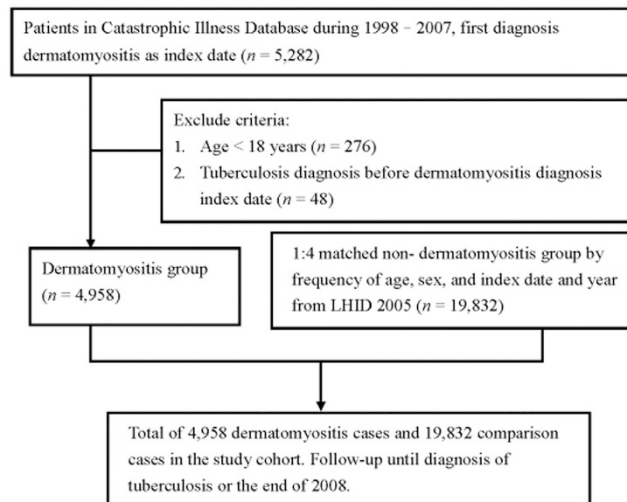 Patients in Catastrophic Illness Database during 1998 – 2007, first diagnosis
dermatomyositis as index date (n = 5,282)
Exclude criteria:
1. Age < 18 years (n = 276)
2. Tuberculosis diagnosis before dermatomyositis diagnosis
index date (n = 48)
Dermatomyositis group
(n = 4,958)
1:4 matched non- dermatomyositis group by
frequency of age, sex, and index date and year
from LHID 2005 (n = 19,832)
Total of 4,958 dermatomyositis cases and 19,832 comparison
cases in the study cohort. Follow-up until diagnosis of
tuberculosis or the end of 2008.